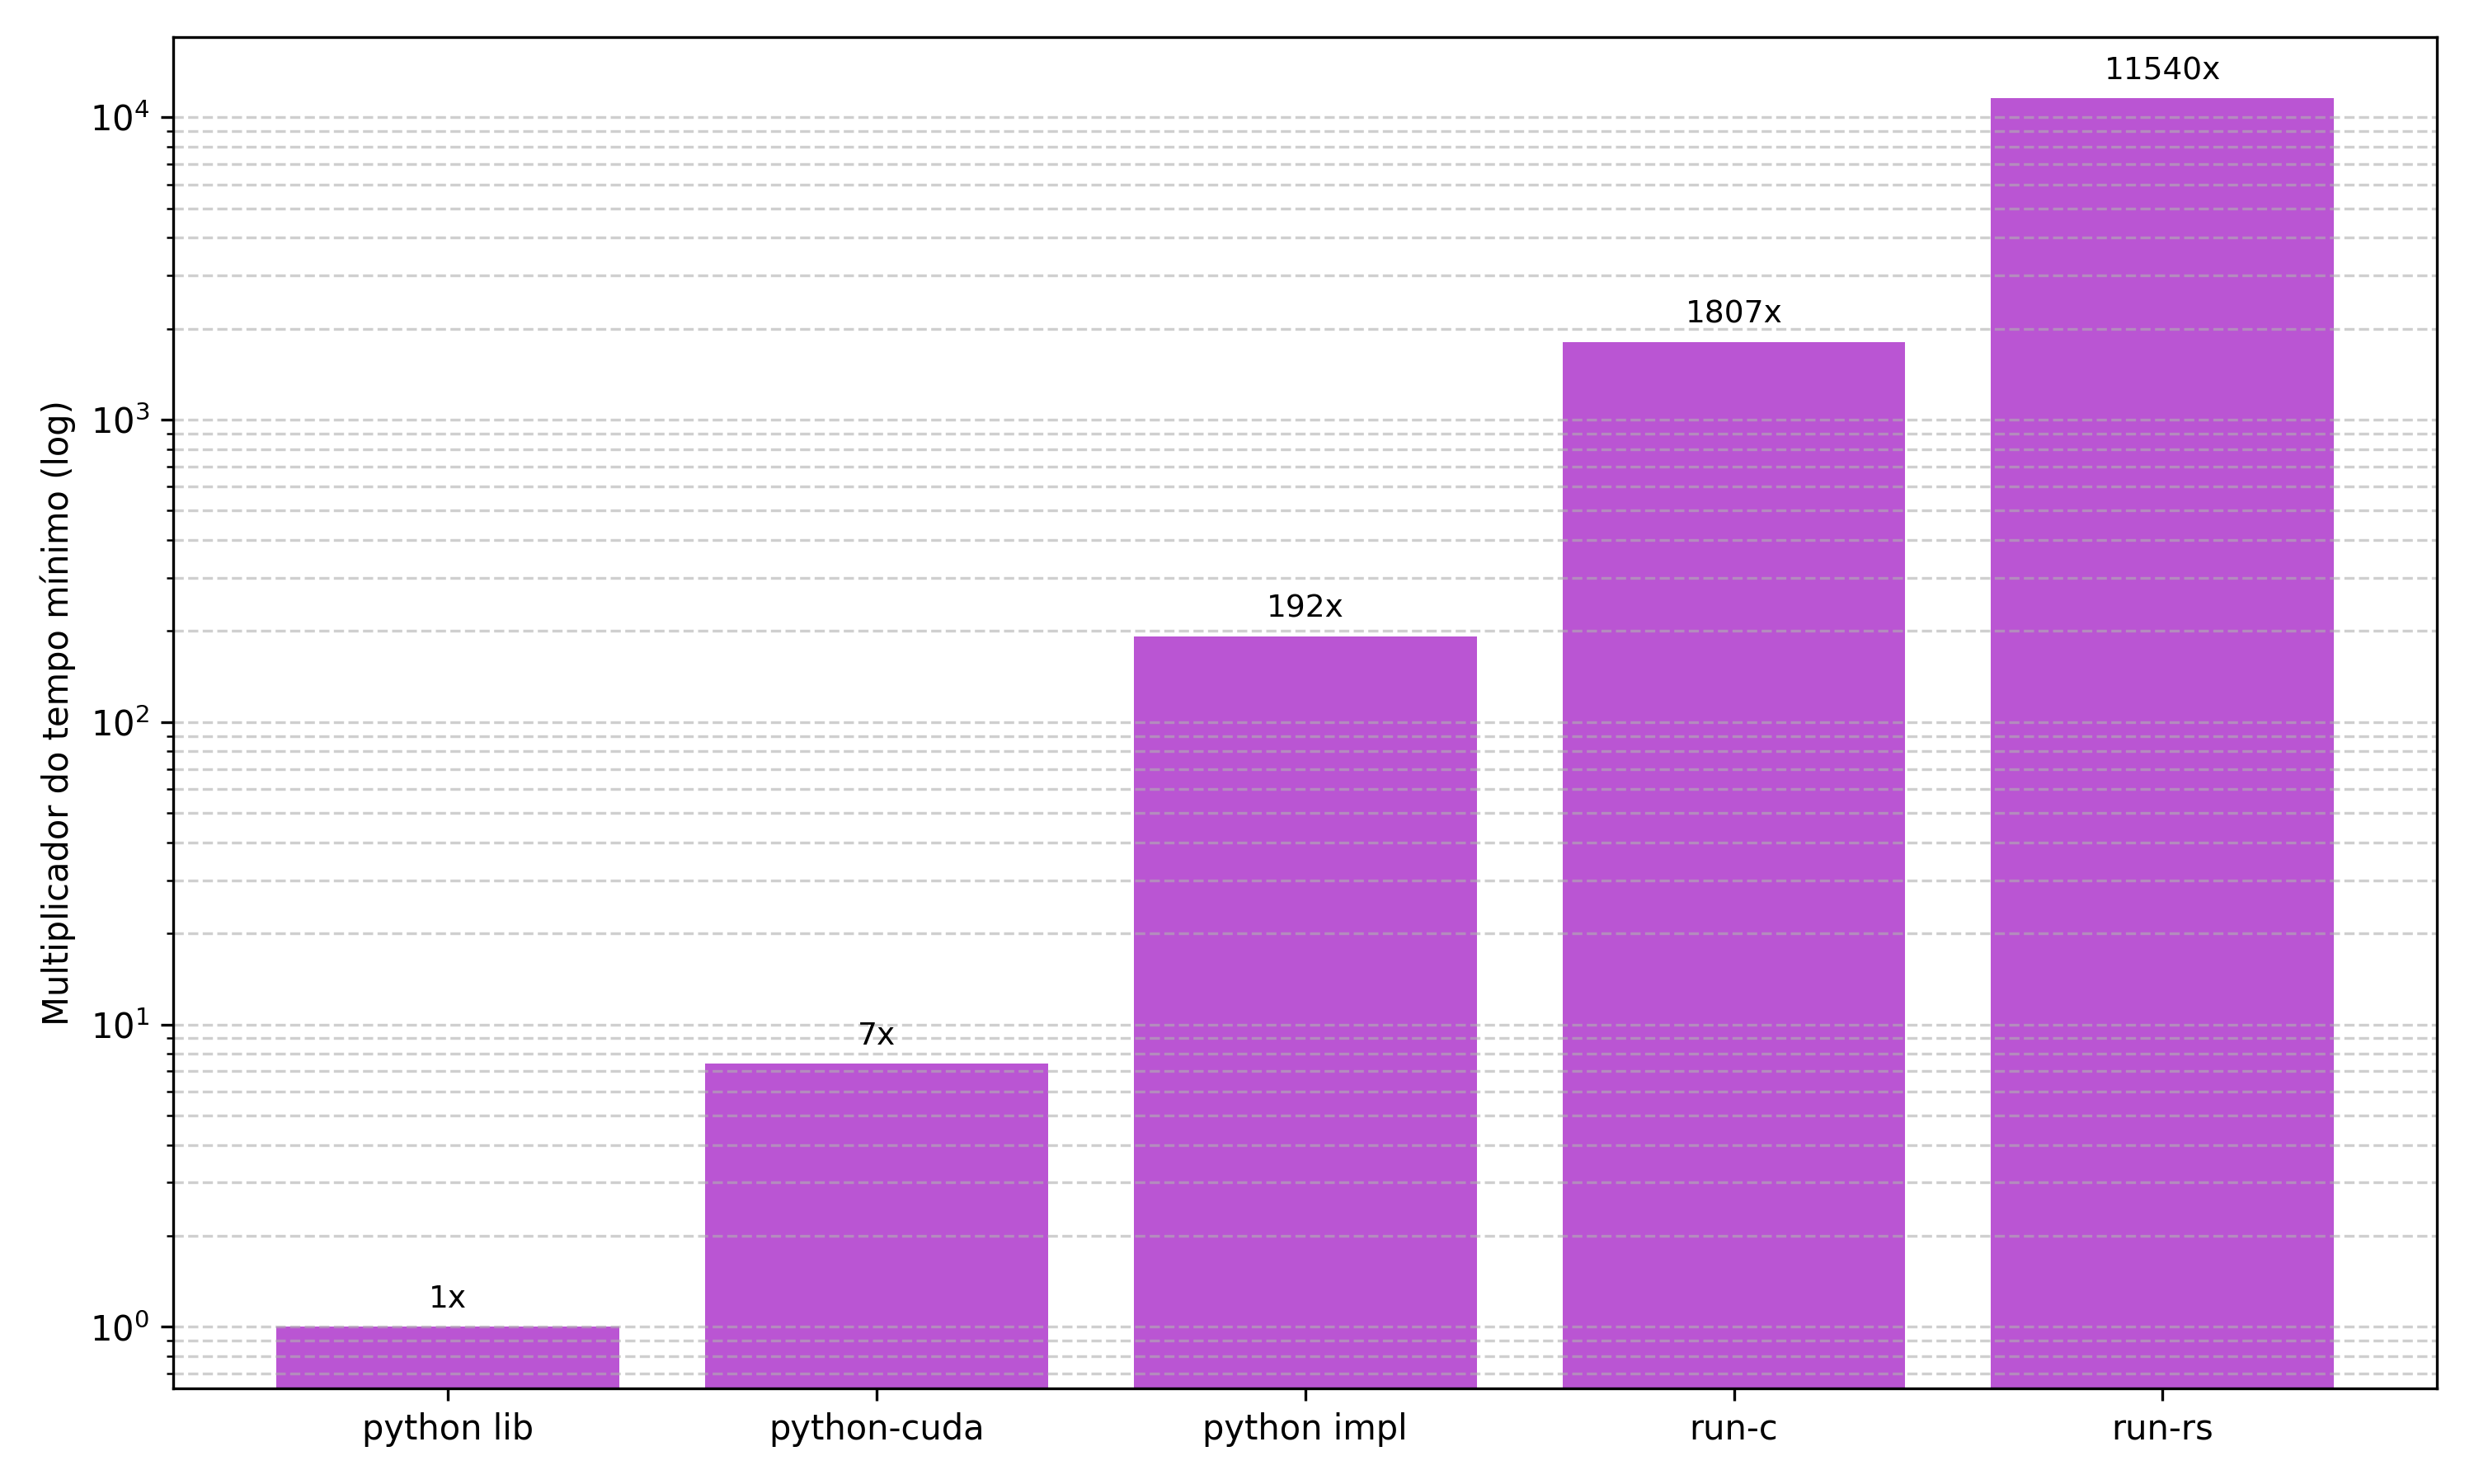 Multiplicador do tempo mínimo (log)
10⁴
10³
10²
10¹
10⁰
1x
7x
192x
1807x
11540x
python lib
python-cuda
python impl
run-c
run-rs